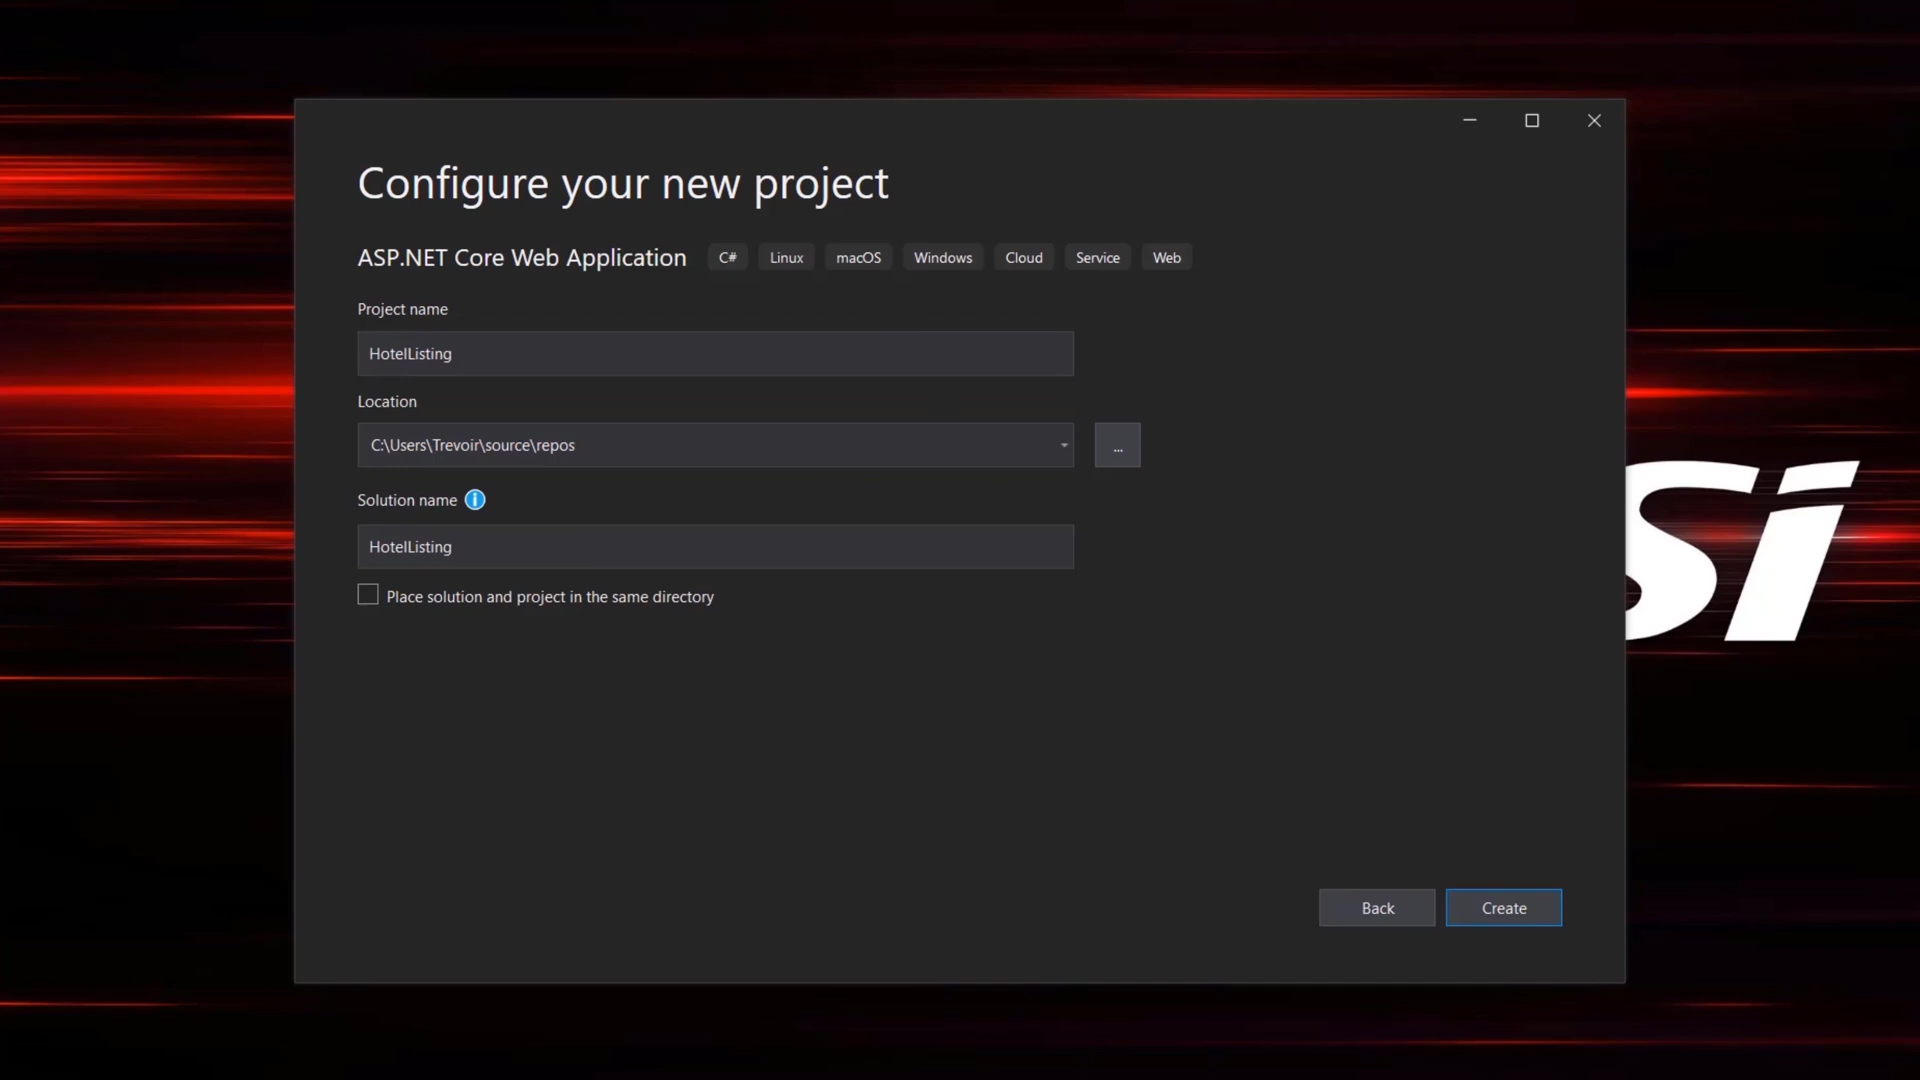 Configure your new project
ASP.NET Core Web Application C# Linux macOS Windows Cloud Service Web
Project name
HotelListing
Location
C:\Users\Trevoir\source\repos
...
Solution name
HotelListing
Place solution and project in the same directory
Back Create
si